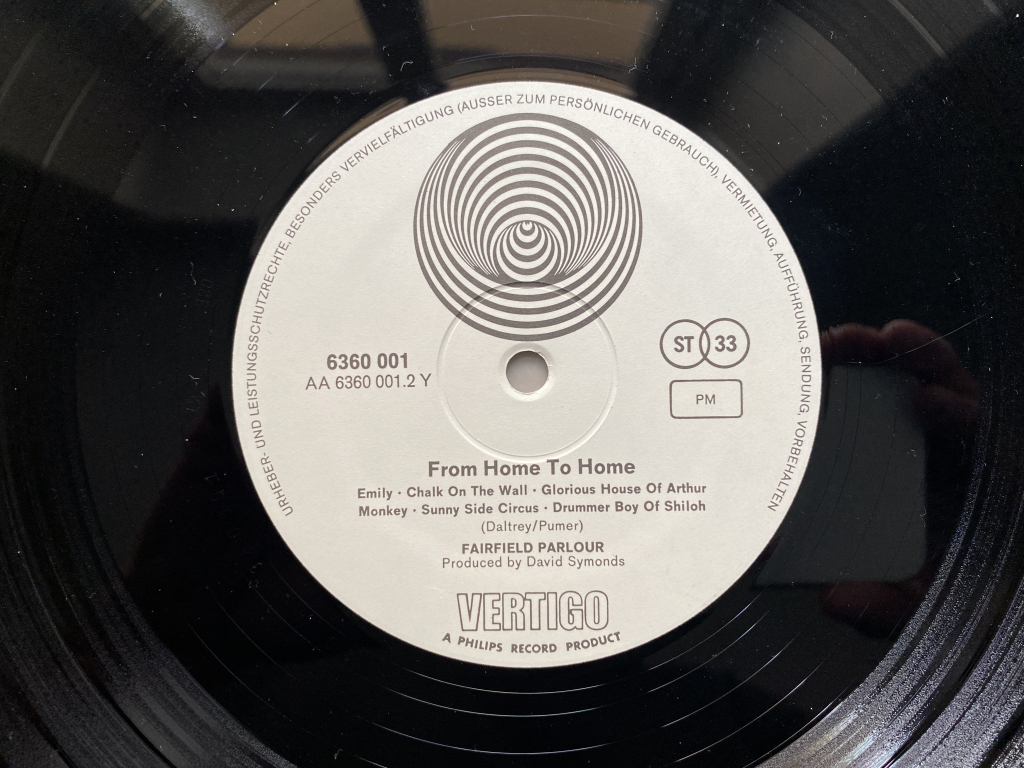 URHEBER- UND LEISTUNGSSCHUTZRECHTE, BESONDERS VERVIELFÄLTIGUNG (AUSSER ZUM PERSÖNLICHEN GEBRAUCH), VERMIETUNG, AUFFÜHRUNG, SENDUNG, VORBEHALTEN
6360 001
AA 6360 001.2 Y
ST 33
PM
From Home To Home
Emily · Chalk On The Wall · Glorious House Of Arthur
Monkey · Sunny Side Circus · Drummer Boy Of Shiloh
(Daltrey/Pumer)
FAIRFIELD PARLOUR
Produced by David Symonds
VERTIGO
A PHILIPS RECORD PRODUCT